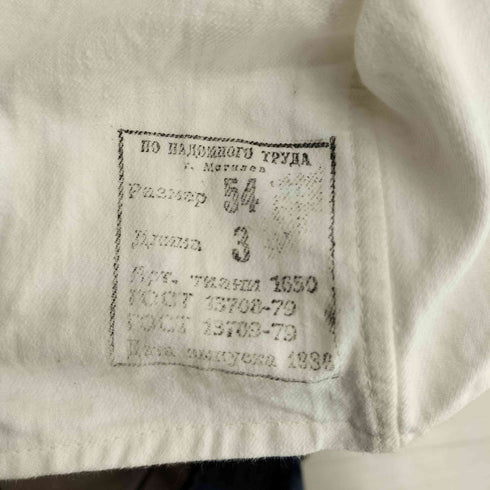 ПО НАДОМНОГО ТРУДА
г. Могилев
Размер 54
Длина 3
Арт. ткани 1650
ГОСТ 13708-79
ГОСТ 13709-79
Дата выпуска 1988